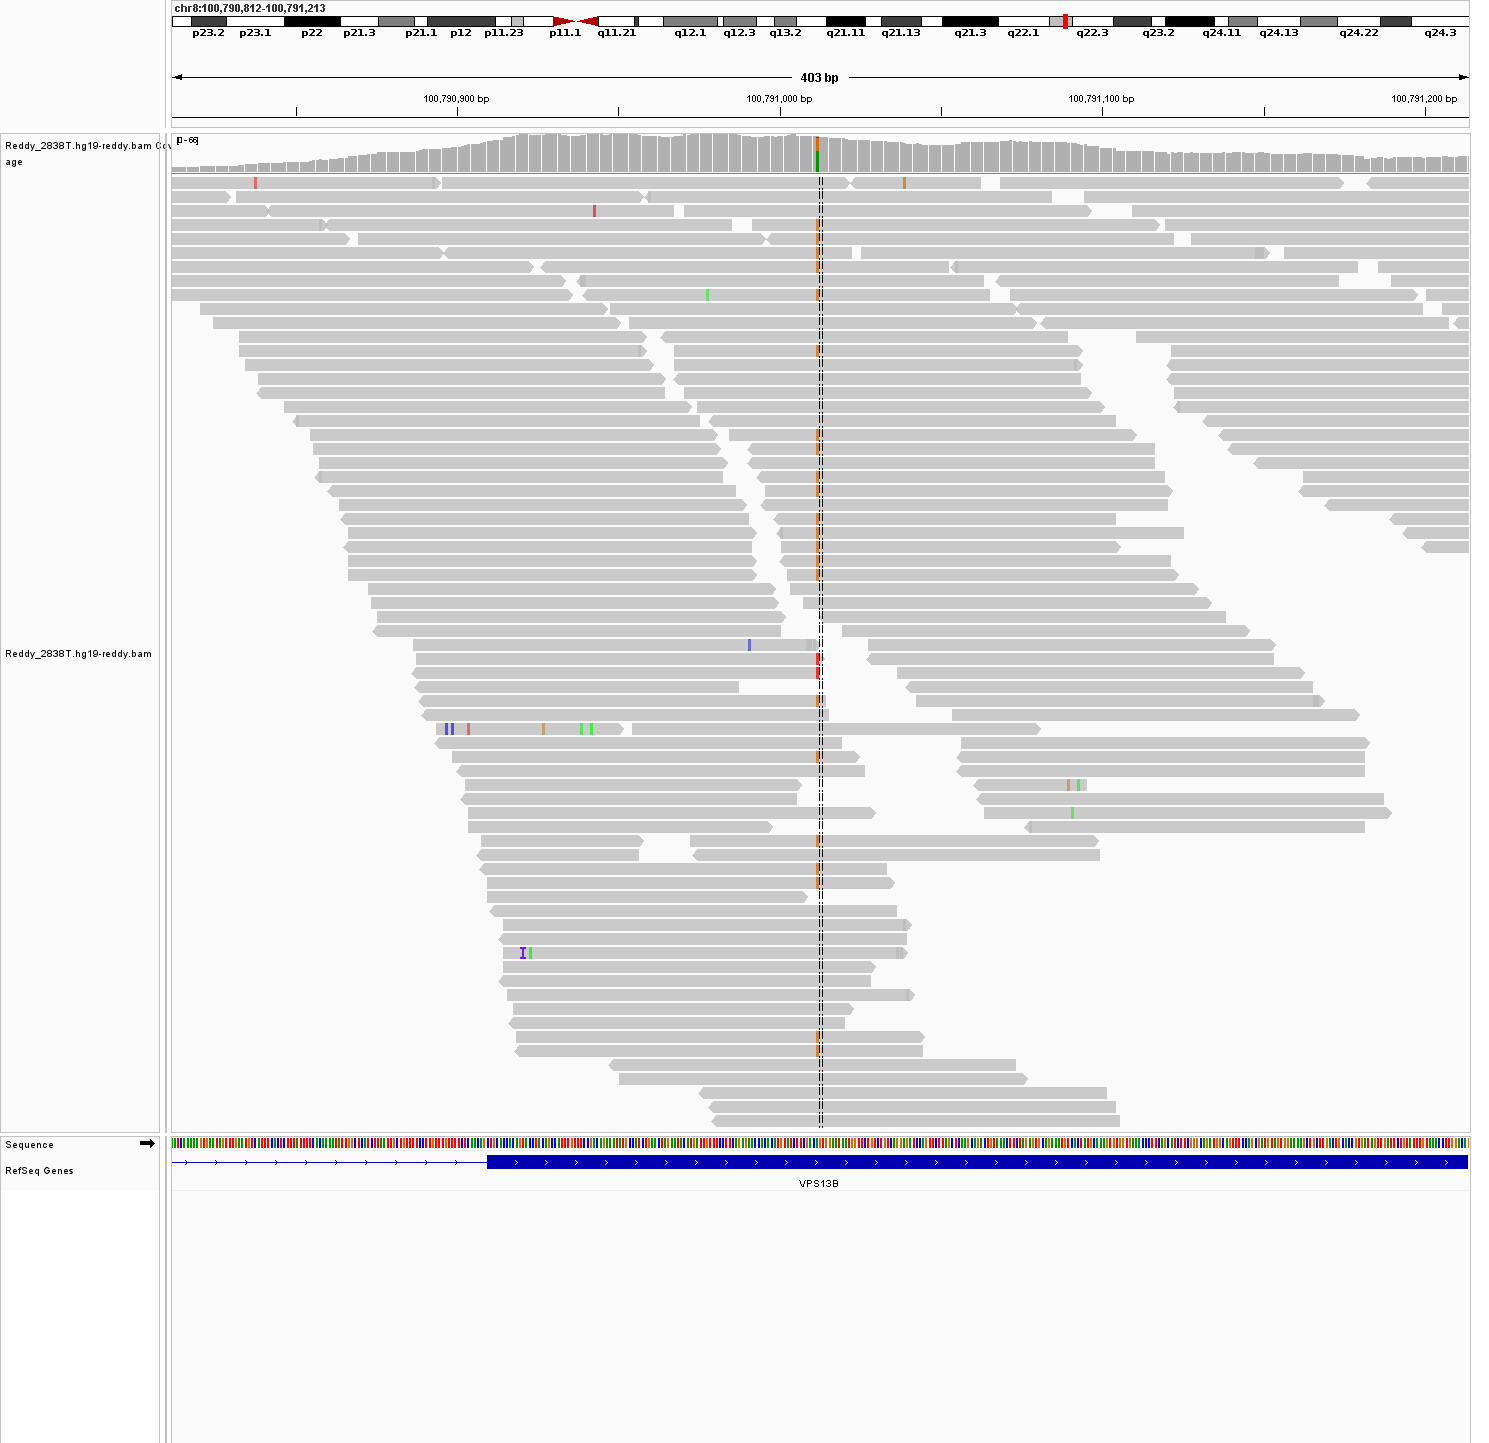 chr8:100,790,812-100,791,213
p23.2 p23.1 p22 p21.3 p21.1 p12 p11.23 p11.1 q11.21 q12.1 q12.3 q13.2 q21.11 q21.13 q21.3 q22.1 q22.3 q23.2 q24.11 q24.13 q24.22 q24.3
403 bp
100,790,900 bp 100,791,000 bp 100,791,100 bp 100,791,200 bp
[0-66]
Reddy_2838T.hg19-reddy.bam Cov
age
Reddy_2838T.hg19-reddy.bam
Sequence
RefSeq Genes
VPS13B